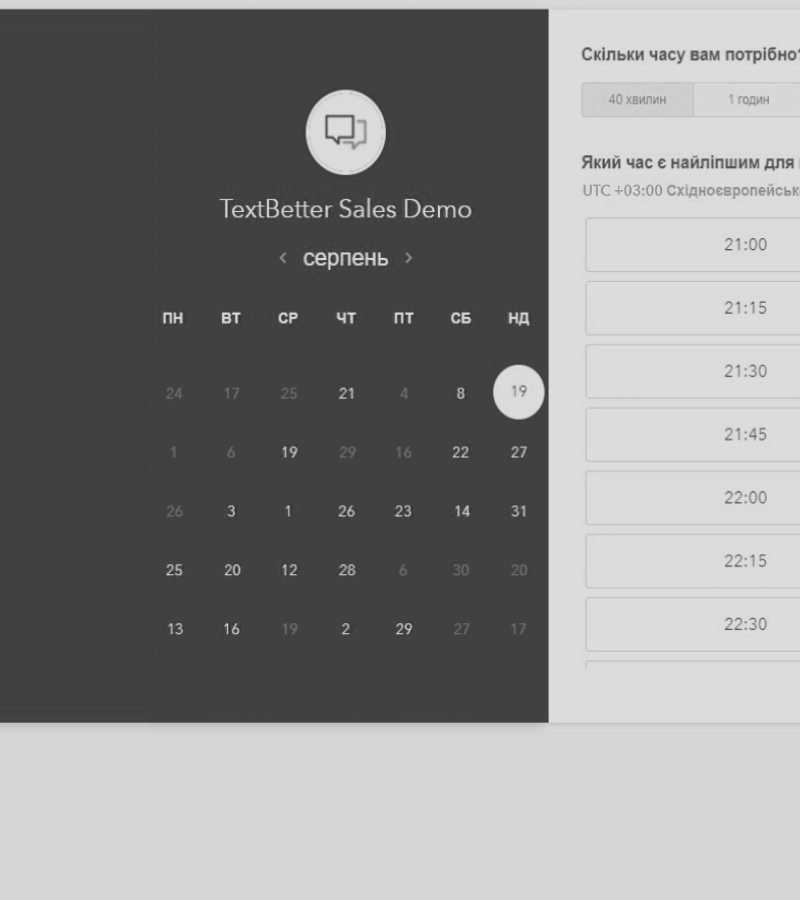 TextBetter Sales Demo
серпень
ПН ВТ СР ЧТ ПТ СБ НД
24 17 25 21 4 8 19
1 6 19 29 16 22 27
26 3 1 26 23 14 31
25 20 12 28 6 30 20
13 16 19 2 29 27 17
Скільки часу вам потрібно?
40 хвилин 1 годин
Який час є найліпшим для
UTC +03:00 Східноєвропейськ
21:00
21:15
21:30
21:45
22:00
22:15
22:30